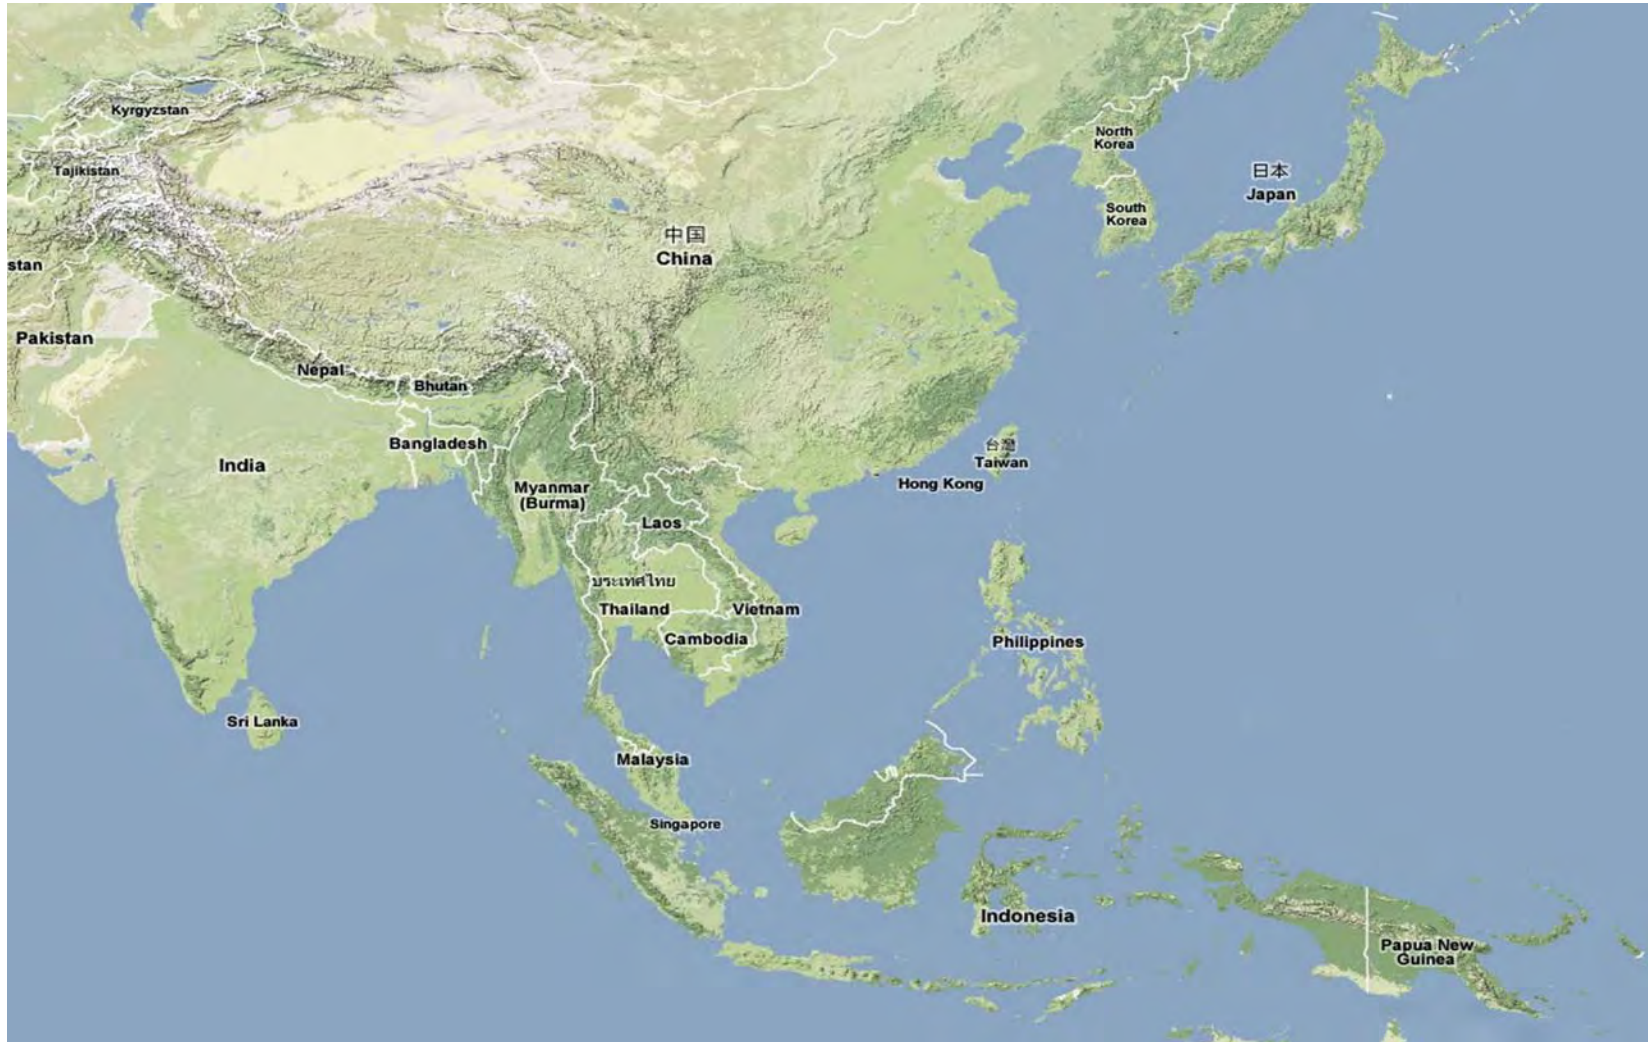 Kyrgyzstan
Tajikistan
North
Korea
South
Korea
日本
Japan
中国
China
stan
Pakistan
Nepal
Bhutan
Bangladesh
India
Myanmar
(Burma)
Laos
台灣
Taiwan
Hong Kong
ประเทศไทย
Thailand
Vietnam
Cambodia
Philippines
Sri Lanka
Malaysia
Singapore
Indonesia
Papua New
Guinea